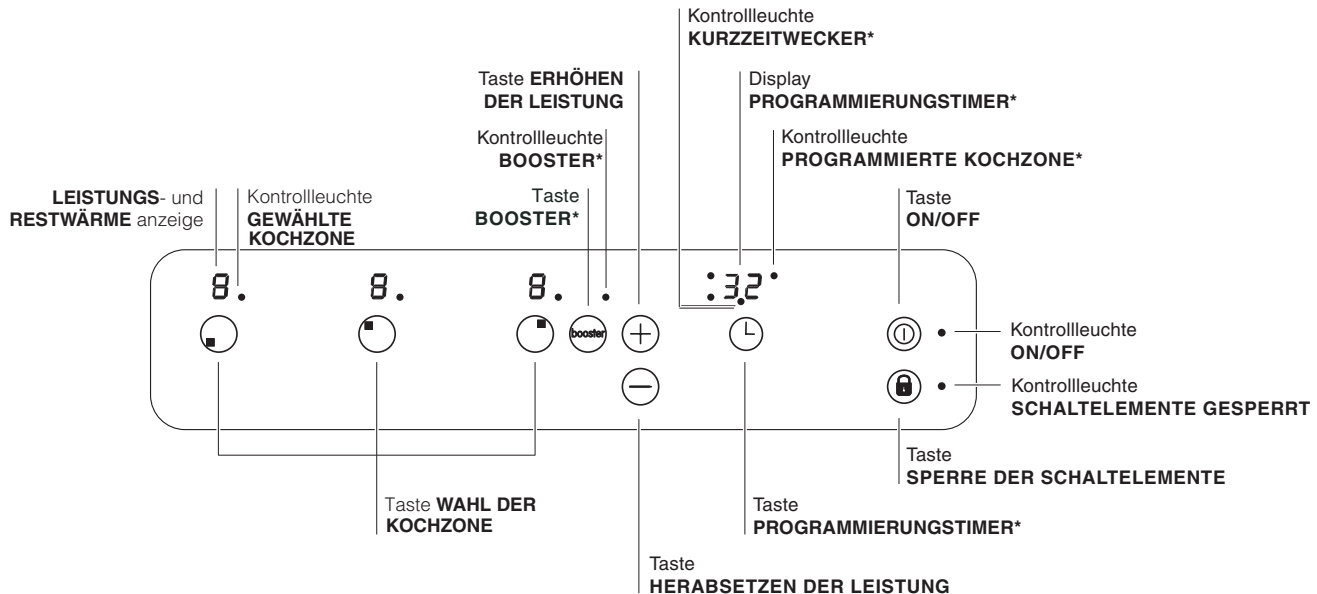 Kontrollleuchte
KURZZEITWECKER*
Taste ERHÖHEN
DER LEISTUNG
Display
PROGRAMMIERUNGSTIMER*
Kontrollleuchte
BOOSTER*
Kontrollleuchte
PROGRAMMIERTE KOCHZONE*
LEISTUNGS- und
RESTWÄRME anzeige
Kontrollleuchte
GEWÄHLTE
KOCHZONE
Taste
BOOSTER*
Taste
ON/OFF
8. 8. 8. 32
booster
Kontrollleuchte
ON/OFF
Kontrollleuchte
SCHALTELEMENTE GESPERRT
Taste
SPERRE DER SCHALTELEMENTE
Taste WAHL DER
KOCHZONE
Taste
PROGRAMMIERUNGSTIMER*
Taste
HERABSETZEN DER LEISTUNG